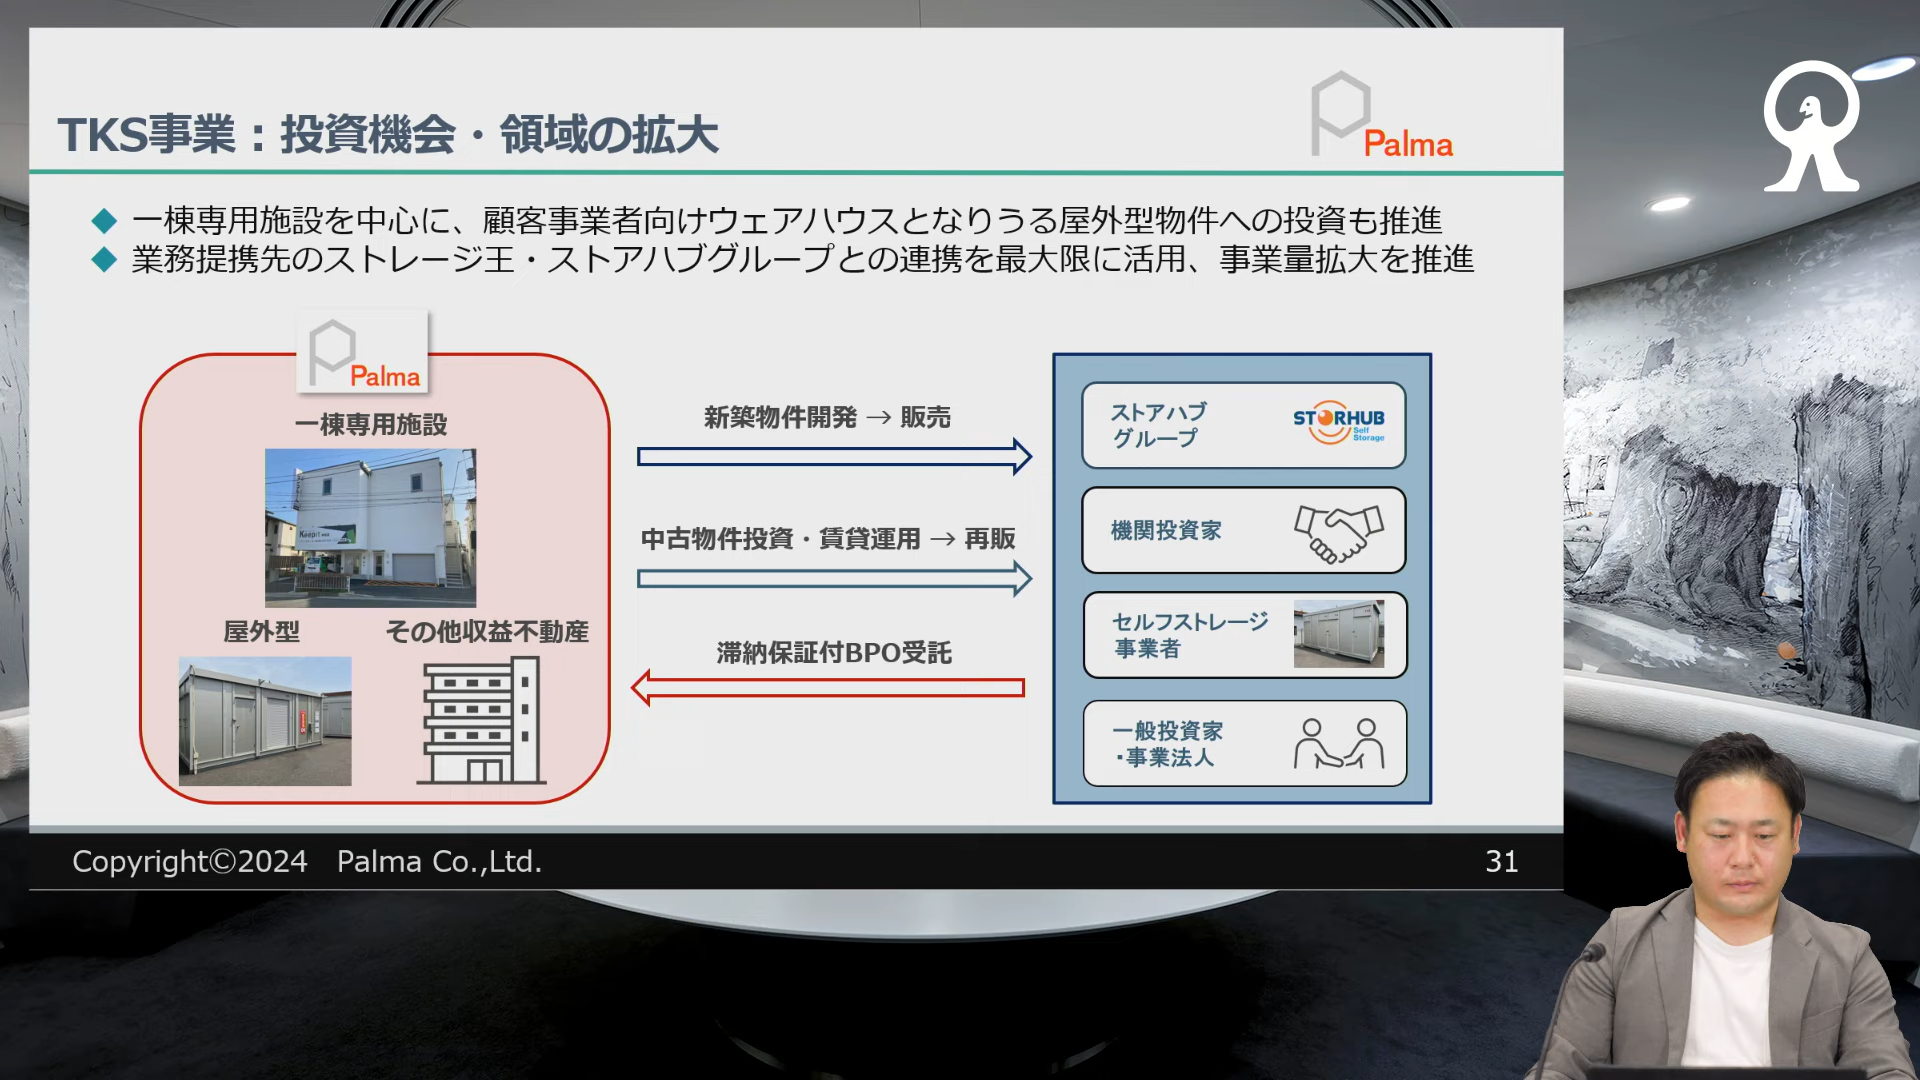 TKS事業：投資機会・領域の拡大
Palma
一棟専用施設を中心に、顧客事業者向けウェアハウスとなりうる屋外型物件への投資も推進
業務提携先のストレージ王・ストアハブグループとの連携を最大限に活用、事業量拡大を推進
Palma
一棟専用施設
Keepit
屋外型
その他収益不動産
新築物件開発 → 販売
中古物件投資・賃貸運用 → 再販
滞納保証付BPO受託
ストアハブ
グループ
STORHUB
Self
Storage
機関投資家
セルフストレージ
事業者
一般投資家
・事業法人
Copyright©2024 Palma Co.,Ltd.
31